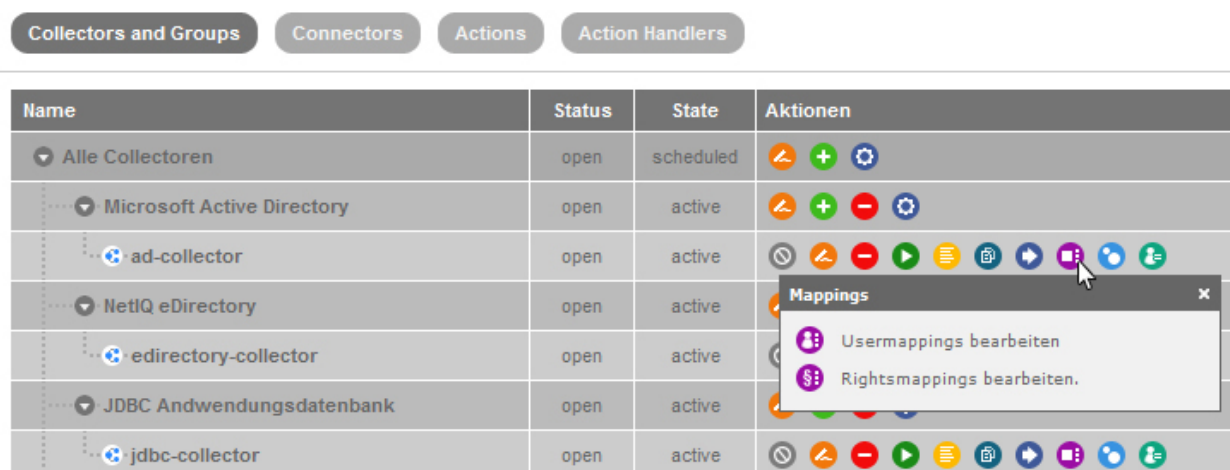 Collectors and Groups Connectors Actions Action Handlers
Name Status State Aktionen
Alle Collectoren open scheduled
Microsoft Active Directory open active
ad-collector open active
Mappings x
NetIQ eDirectory open active
Usermappings bearbeiten
edirectory-collector open active
Rightsmappings bearbeiten.
JDBC Andwendungsdatenbank open active
jdbc-collector open active